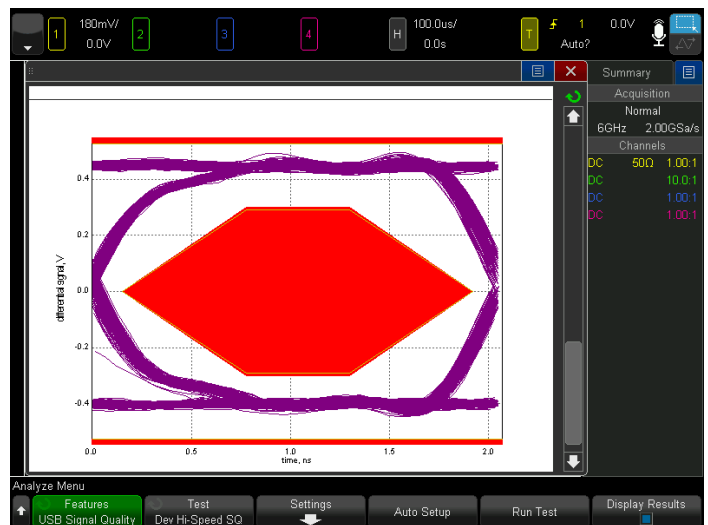 1 180mV/ 2 3 4 H 100.0us/ T 1 0.0V
0.0V 0.0s Auto?
Summary
Acquisition
Normal
6GHz 2.00GSa/s
Channels
DC 50Ω 1.00:1
DC 10.0:1
DC 1.00:1
DC 1.00:1
differential signal, V
0.4
0.2
0.0
-0.2
-0.4
0.0 0.5 1.0 1.5 2.0
time, ns
Analyze Menu
Features Test Settings Auto Setup Run Test Display Results
USB Signal Quality Dev Hi-Speed SQ